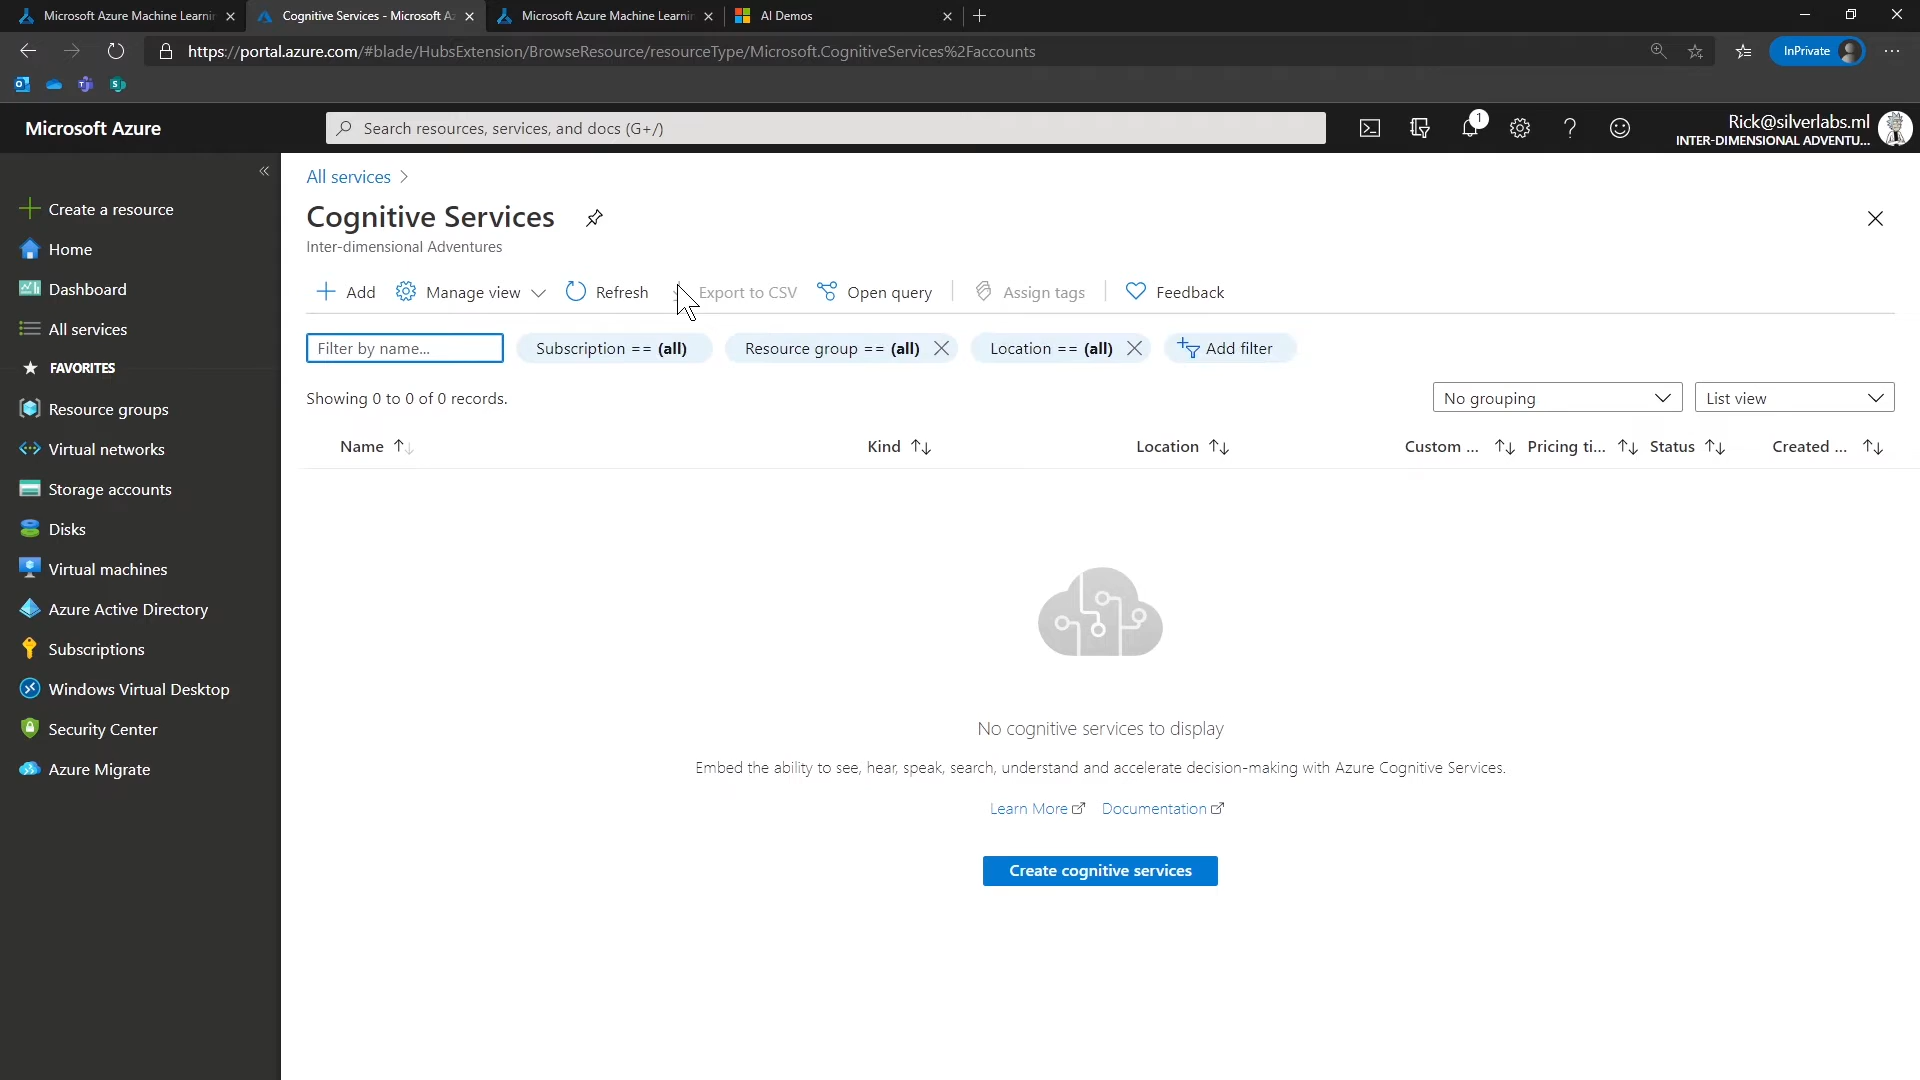 Microsoft Azure Machine Learnin
Cognitive Services - Microsoft Az
Microsoft Azure Machine Learnin
AI Demos
https://portal.azure.com/#blade/HubsExtension/BrowseResource/resourceType/Microsoft.CognitiveServices%2Faccounts
InPrivate
Microsoft Azure
Search resources, services, and docs (G+/)
1
Rick@silverlabs.ml
INTER-DIMENSIONAL ADVENTU...
Create a resource
Home
Dashboard
All services
FAVORITES
Resource groups
Virtual networks
Storage accounts
Disks
Virtual machines
Azure Active Directory
Subscriptions
Windows Virtual Desktop
Security Center
Azure Migrate
All services
Cognitive Services
Inter-dimensional Adventures
Add
Manage view
Refresh
Export to CSV
Open query
Assign tags
Feedback
Filter by name...
Subscription == (all)
Resource group == (all)
Location == (all)
Add filter
Showing 0 to 0 of 0 records.
No grouping
List view
Name
Kind
Location
Custom ...
Pricing ti...
Status
Created ...
No cognitive services to display
Embed the ability to see, hear, speak, search, understand and accelerate decision-making with Azure Cognitive Services.
Learn More
Documentation
Create cognitive services